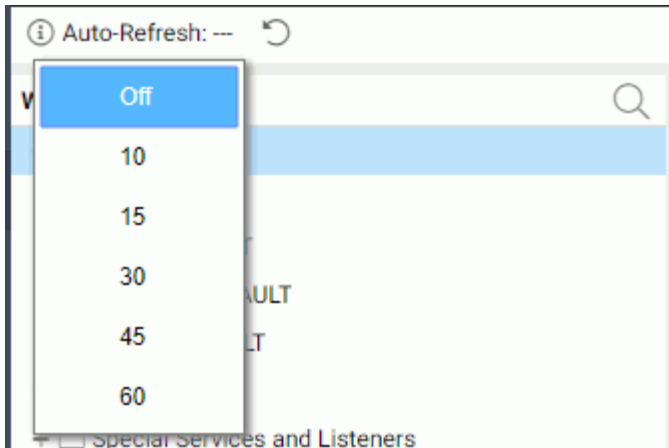 Auto-Refresh: ---
Off
10
15
30
45
60
Special Services and Listeners